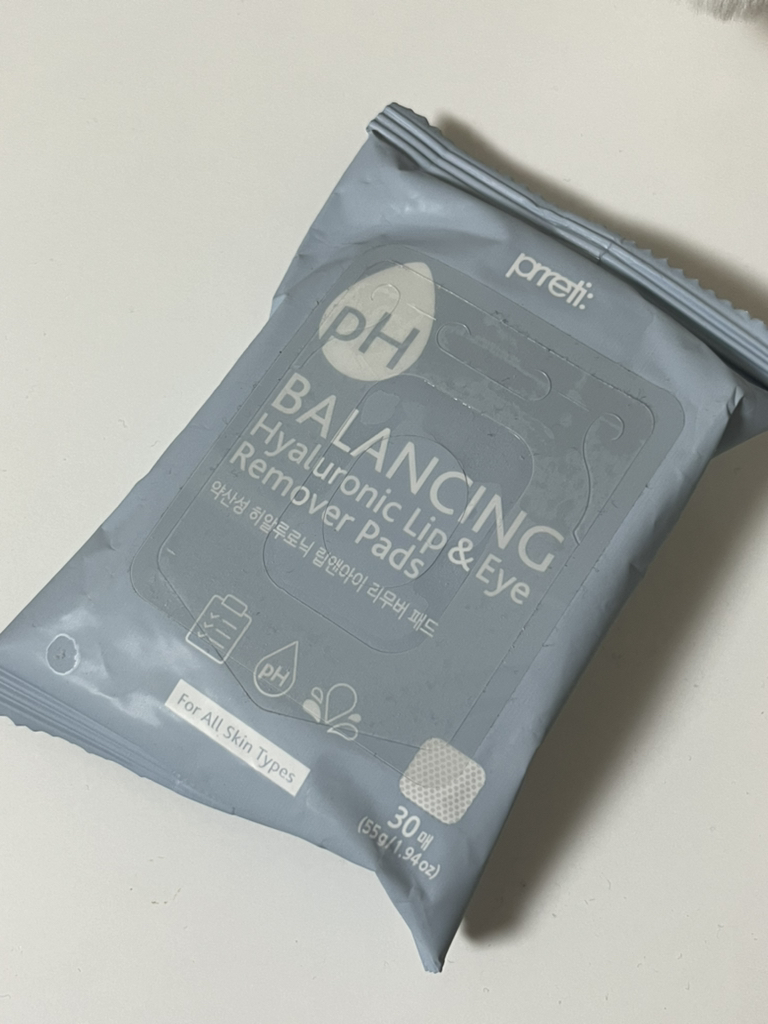 prreti:
pH
BALANCING
Hyaluronic Lip & Eye
Remover Pads
약산성 히알루로닉 립앤아이 리무버 패드
pH
For All Skin Types
30매
(55g/1.94oz)